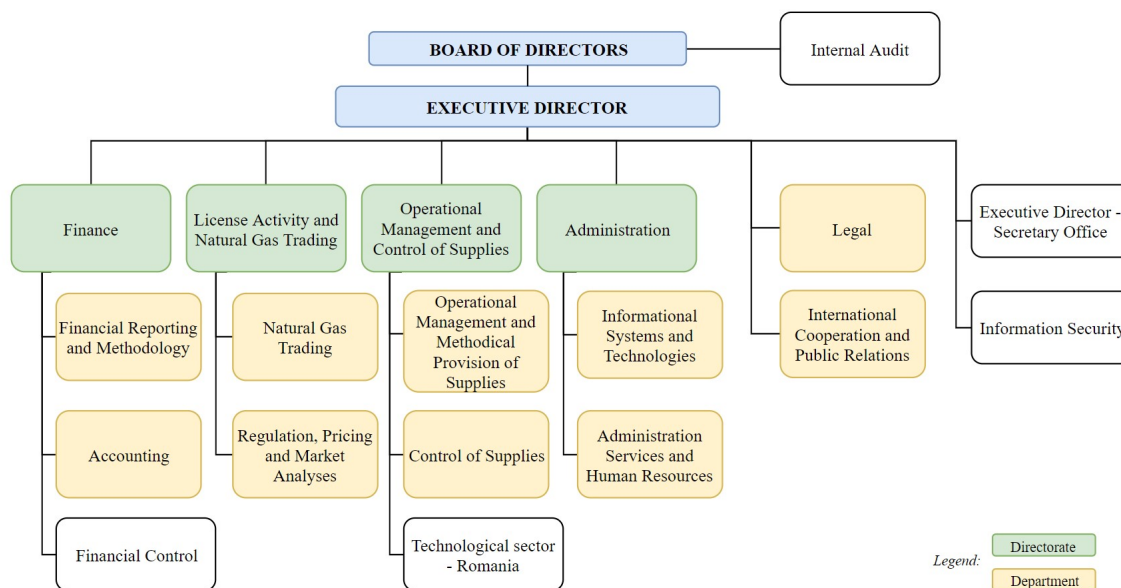 BOARD OF DIRECTORS
Internal Audit
EXECUTIVE DIRECTOR
Finance
License Activity and
Natural Gas Trading
Operational
Management and
Control of Supplies
Administration
Legal
Executive Director -
Secretary Office
Financial Reporting
and Methodology
Natural Gas
Trading
Operational
Management and
Methodical
Provision of
Supplies
Informational
Systems and
Technologies
International
Cooperation and
Public Relations
Information Security
Accounting
Regulation, Pricing
and Market
Analyses
Control of Supplies
Administration
Services and
Human Resources
Financial Control
Technological sector
- Romania
Legend:
Directorate
Department